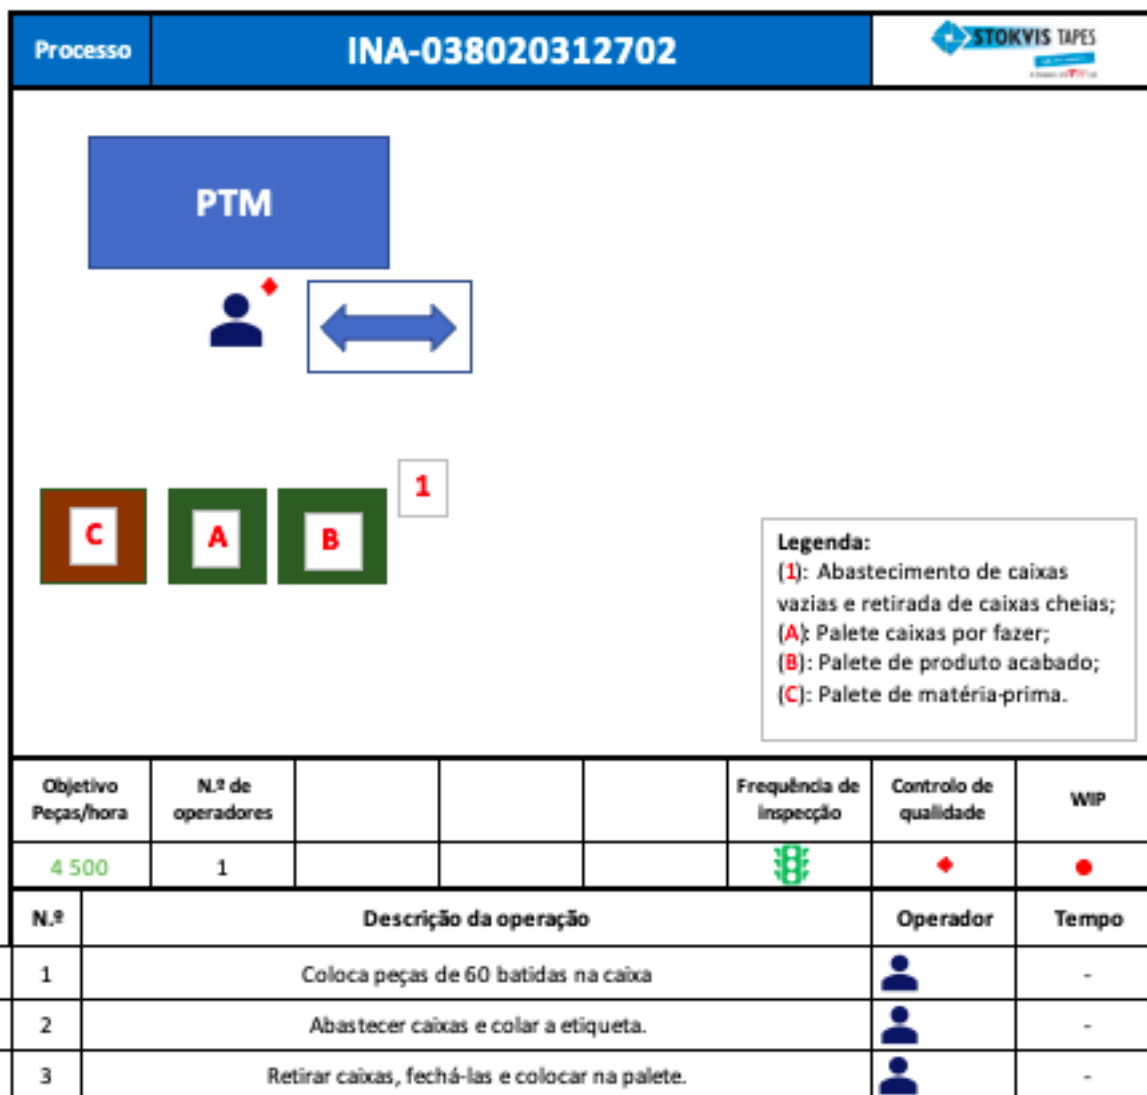 Processo
INA-038020312702
STOKVIS TAPES
PTM
1
C
A
B
Legenda:
(1): Abastecimento de caixas
vazias e retirada de caixas cheias;
(A): Palete caixas por fazer;
(B): Palete de produto acabado;
(C): Palete de matéria-prima.
Objetivo
Peças/hora
N.º de
operadores
Frequência de
inspecção
Controlo de
qualidade
WIP
4 500
1
N.º
Descrição da operação
Operador
Tempo
1
Coloca peças de 60 batidas na caixa
-
2
Abastecer caixas e colar a etiqueta.
-
3
Retirar caixas, fechá-las e colocar na palete.
-